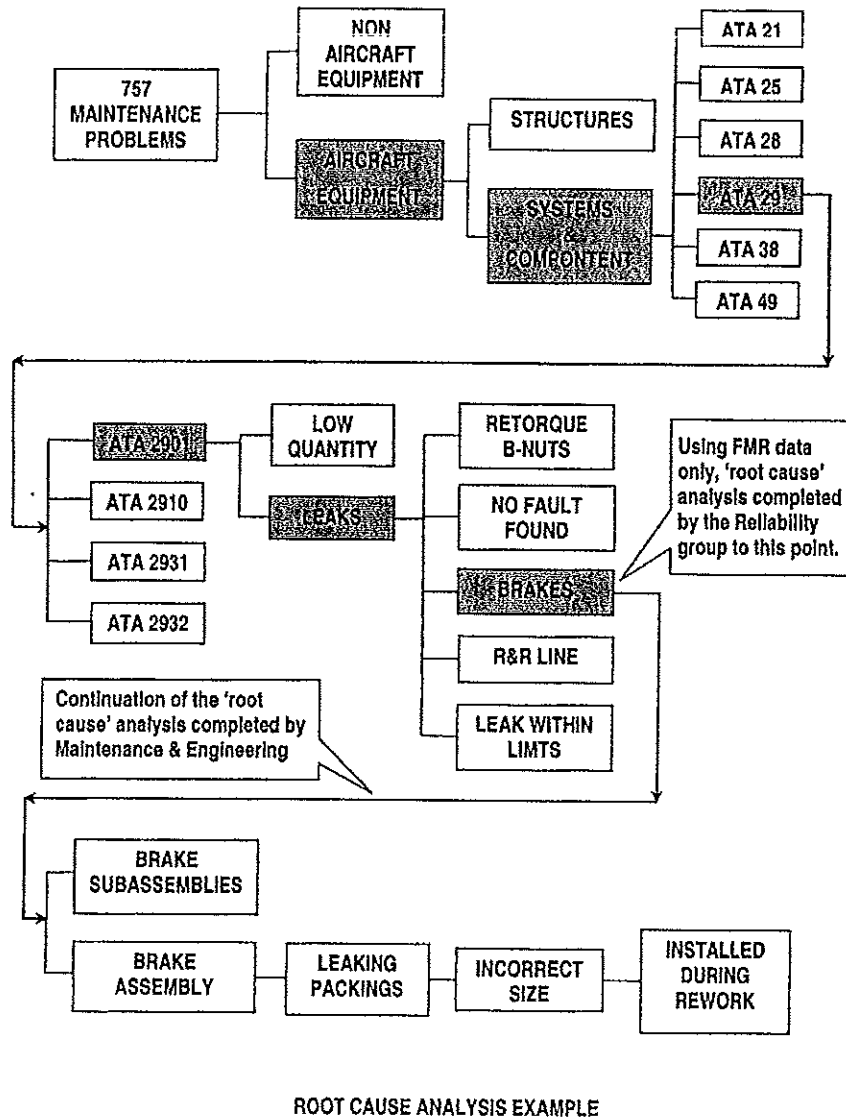 757
MAINTENANCE
PROBLEMS
NON
AIRCRAFT
EQUIPMENT
AIRCRAFT
EQUIPMENT
STRUCTURES
SYSTEMS
&
COMPONTENT
ATA 21
ATA 25
ATA 28
ATA 29
ATA 38
ATA 49
ATA 2901
ATA 2910
ATA 2931
ATA 2932
LOW
QUANTITY
LEAKS
RETORQUE
B-NUTS
NO FAULT
FOUND
BRAKES
R&R LINE
LEAK WITHIN
LIMTS
Using FMR data
only, 'root cause'
analysis completed
by the Reliability
group to this point.
Continuation of the 'root
cause' analysis completed by
Maintenance & Engineering
BRAKE
SUBASSEMBLIES
BRAKE
ASSEMBLY
LEAKING
PACKINGS
INCORRECT
SIZE
INSTALLED
DURING
REWORK
ROOT CAUSE ANALYSIS EXAMPLE